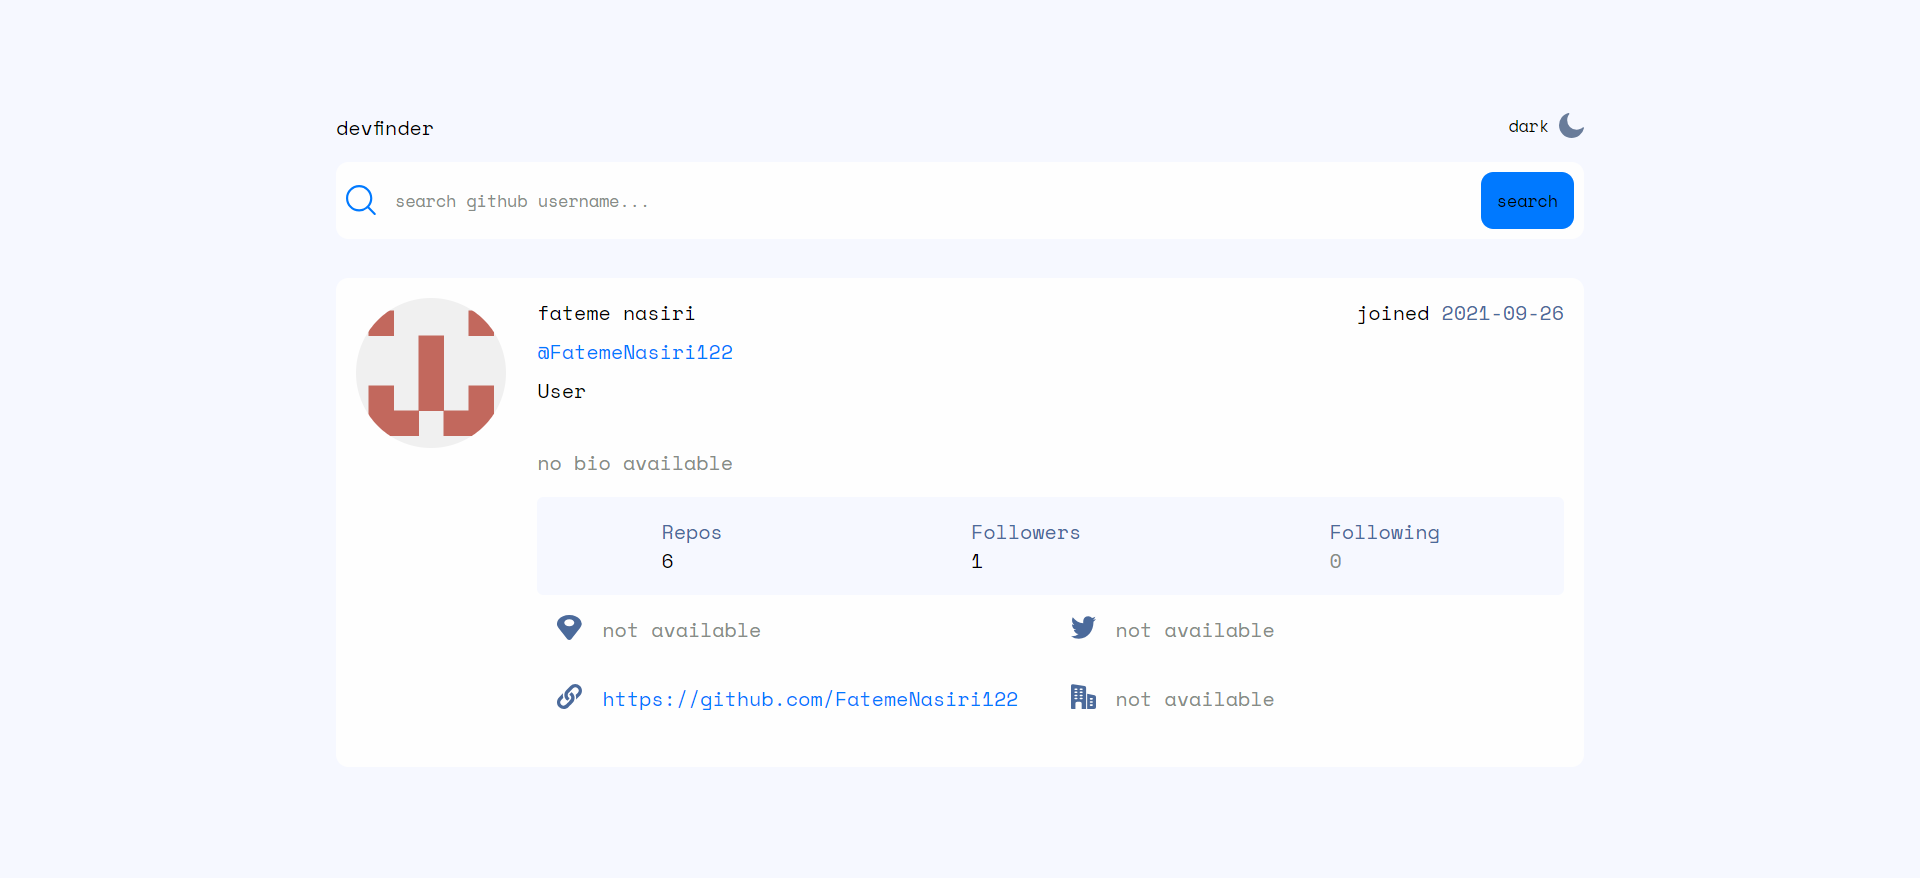 devfinder
dark
search github username...
search
fateme nasiri
joined 2021-09-26
@FatemeNasiri122
User
no bio available
Repos Followers Following
6 1 0
not available
not available
https://github.com/FatemeNasiri122
not available